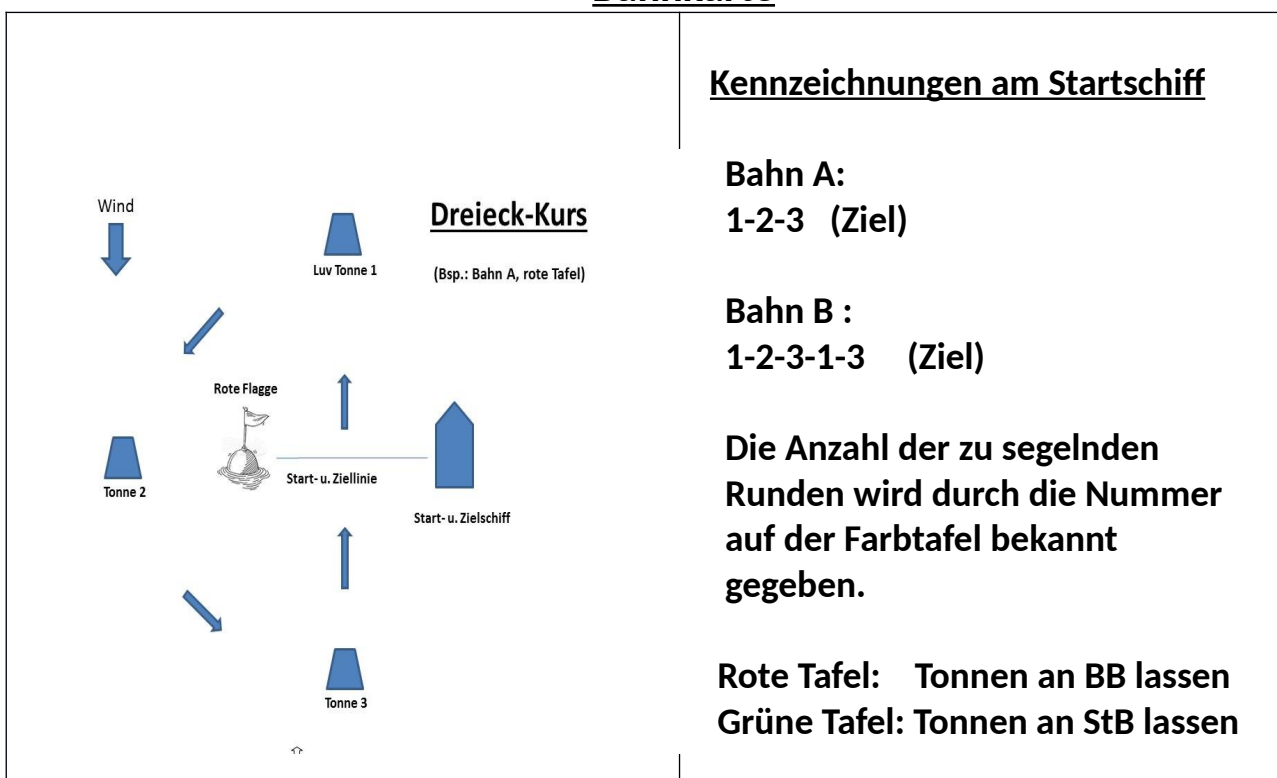 Wind
Dreieck-Kurs
Luv Tonne 1
(Bsp.: Bahn A, rote Tafel)
Rote Flagge
Tonne 2
Start- u. Ziellinie
Start- u. Zielschiff
Tonne 3
Kennzeichnungen am Startschiff
Bahn A:
1-2-3 (Ziel)
Bahn B :
1-2-3-1-3 (Ziel)
Die Anzahl der zu segelnden
Runden wird durch die Nummer
auf der Farbtafel bekannt
gegeben.
Rote Tafel: Tonnen an BB lassen
Grüne Tafel: Tonnen an StB lassen